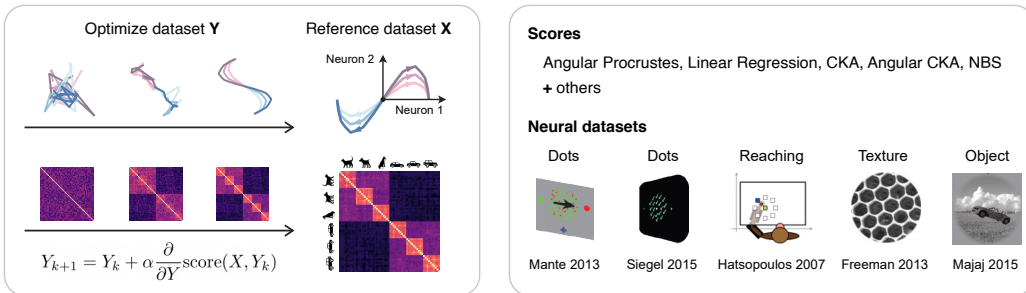 Optimize dataset Y
Reference dataset X
Neuron 2
Neuron 1
Y_{k+1} = Y_k + α ∂/∂Y score(X, Y_k)
Scores
Angular Procrustes, Linear Regression, CKA, Angular CKA, NBS
+ others
Neural datasets
Dots
Dots
Reaching
Texture
Object
Mante 2013
Siegel 2015
Hatsopoulos 2007
Freeman 2013
Majaj 2015